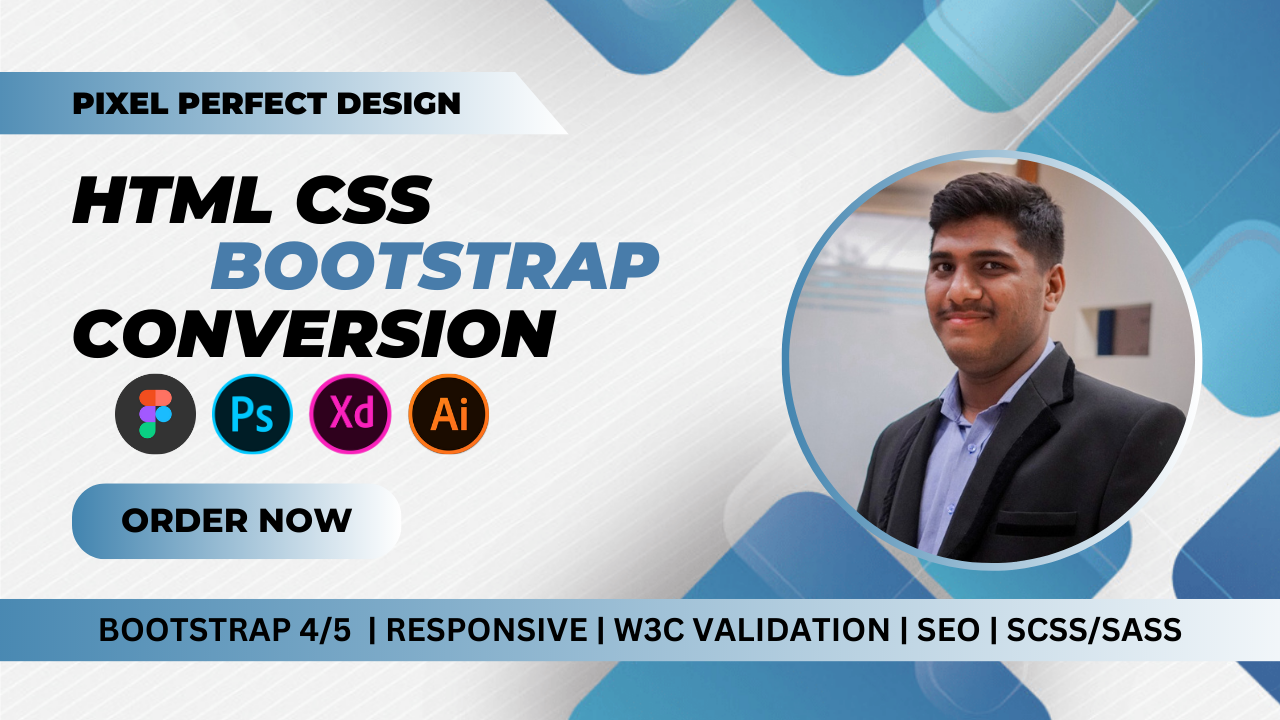 PIXEL PERFECT DESIGN
HTML CSS
BOOTSTRAP
CONVERSION
Ps Xd Ai
ORDER NOW
BOOTSTRAP 4/5 | RESPONSIVE | W3C VALIDATION | SEO | SCSS/SASS